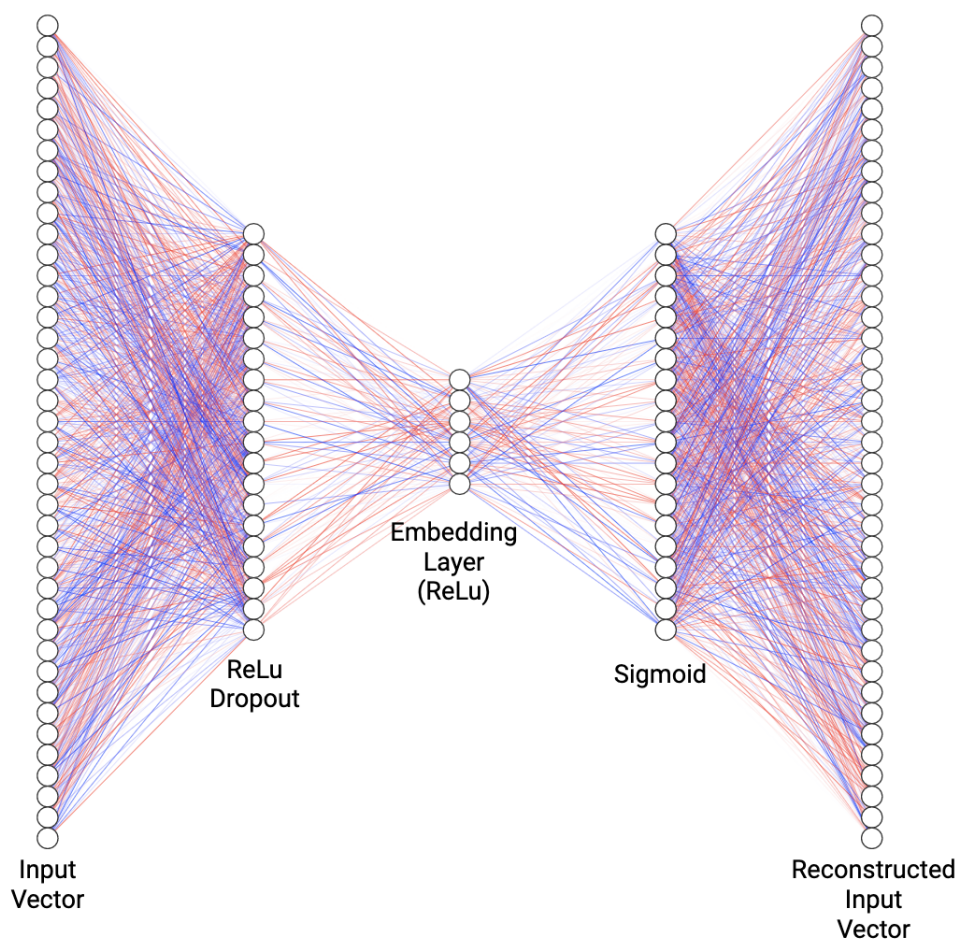 Embedding
Layer
(ReLu)
ReLu
Dropout
Sigmoid
Input
Vector
Reconstructed
Input
Vector